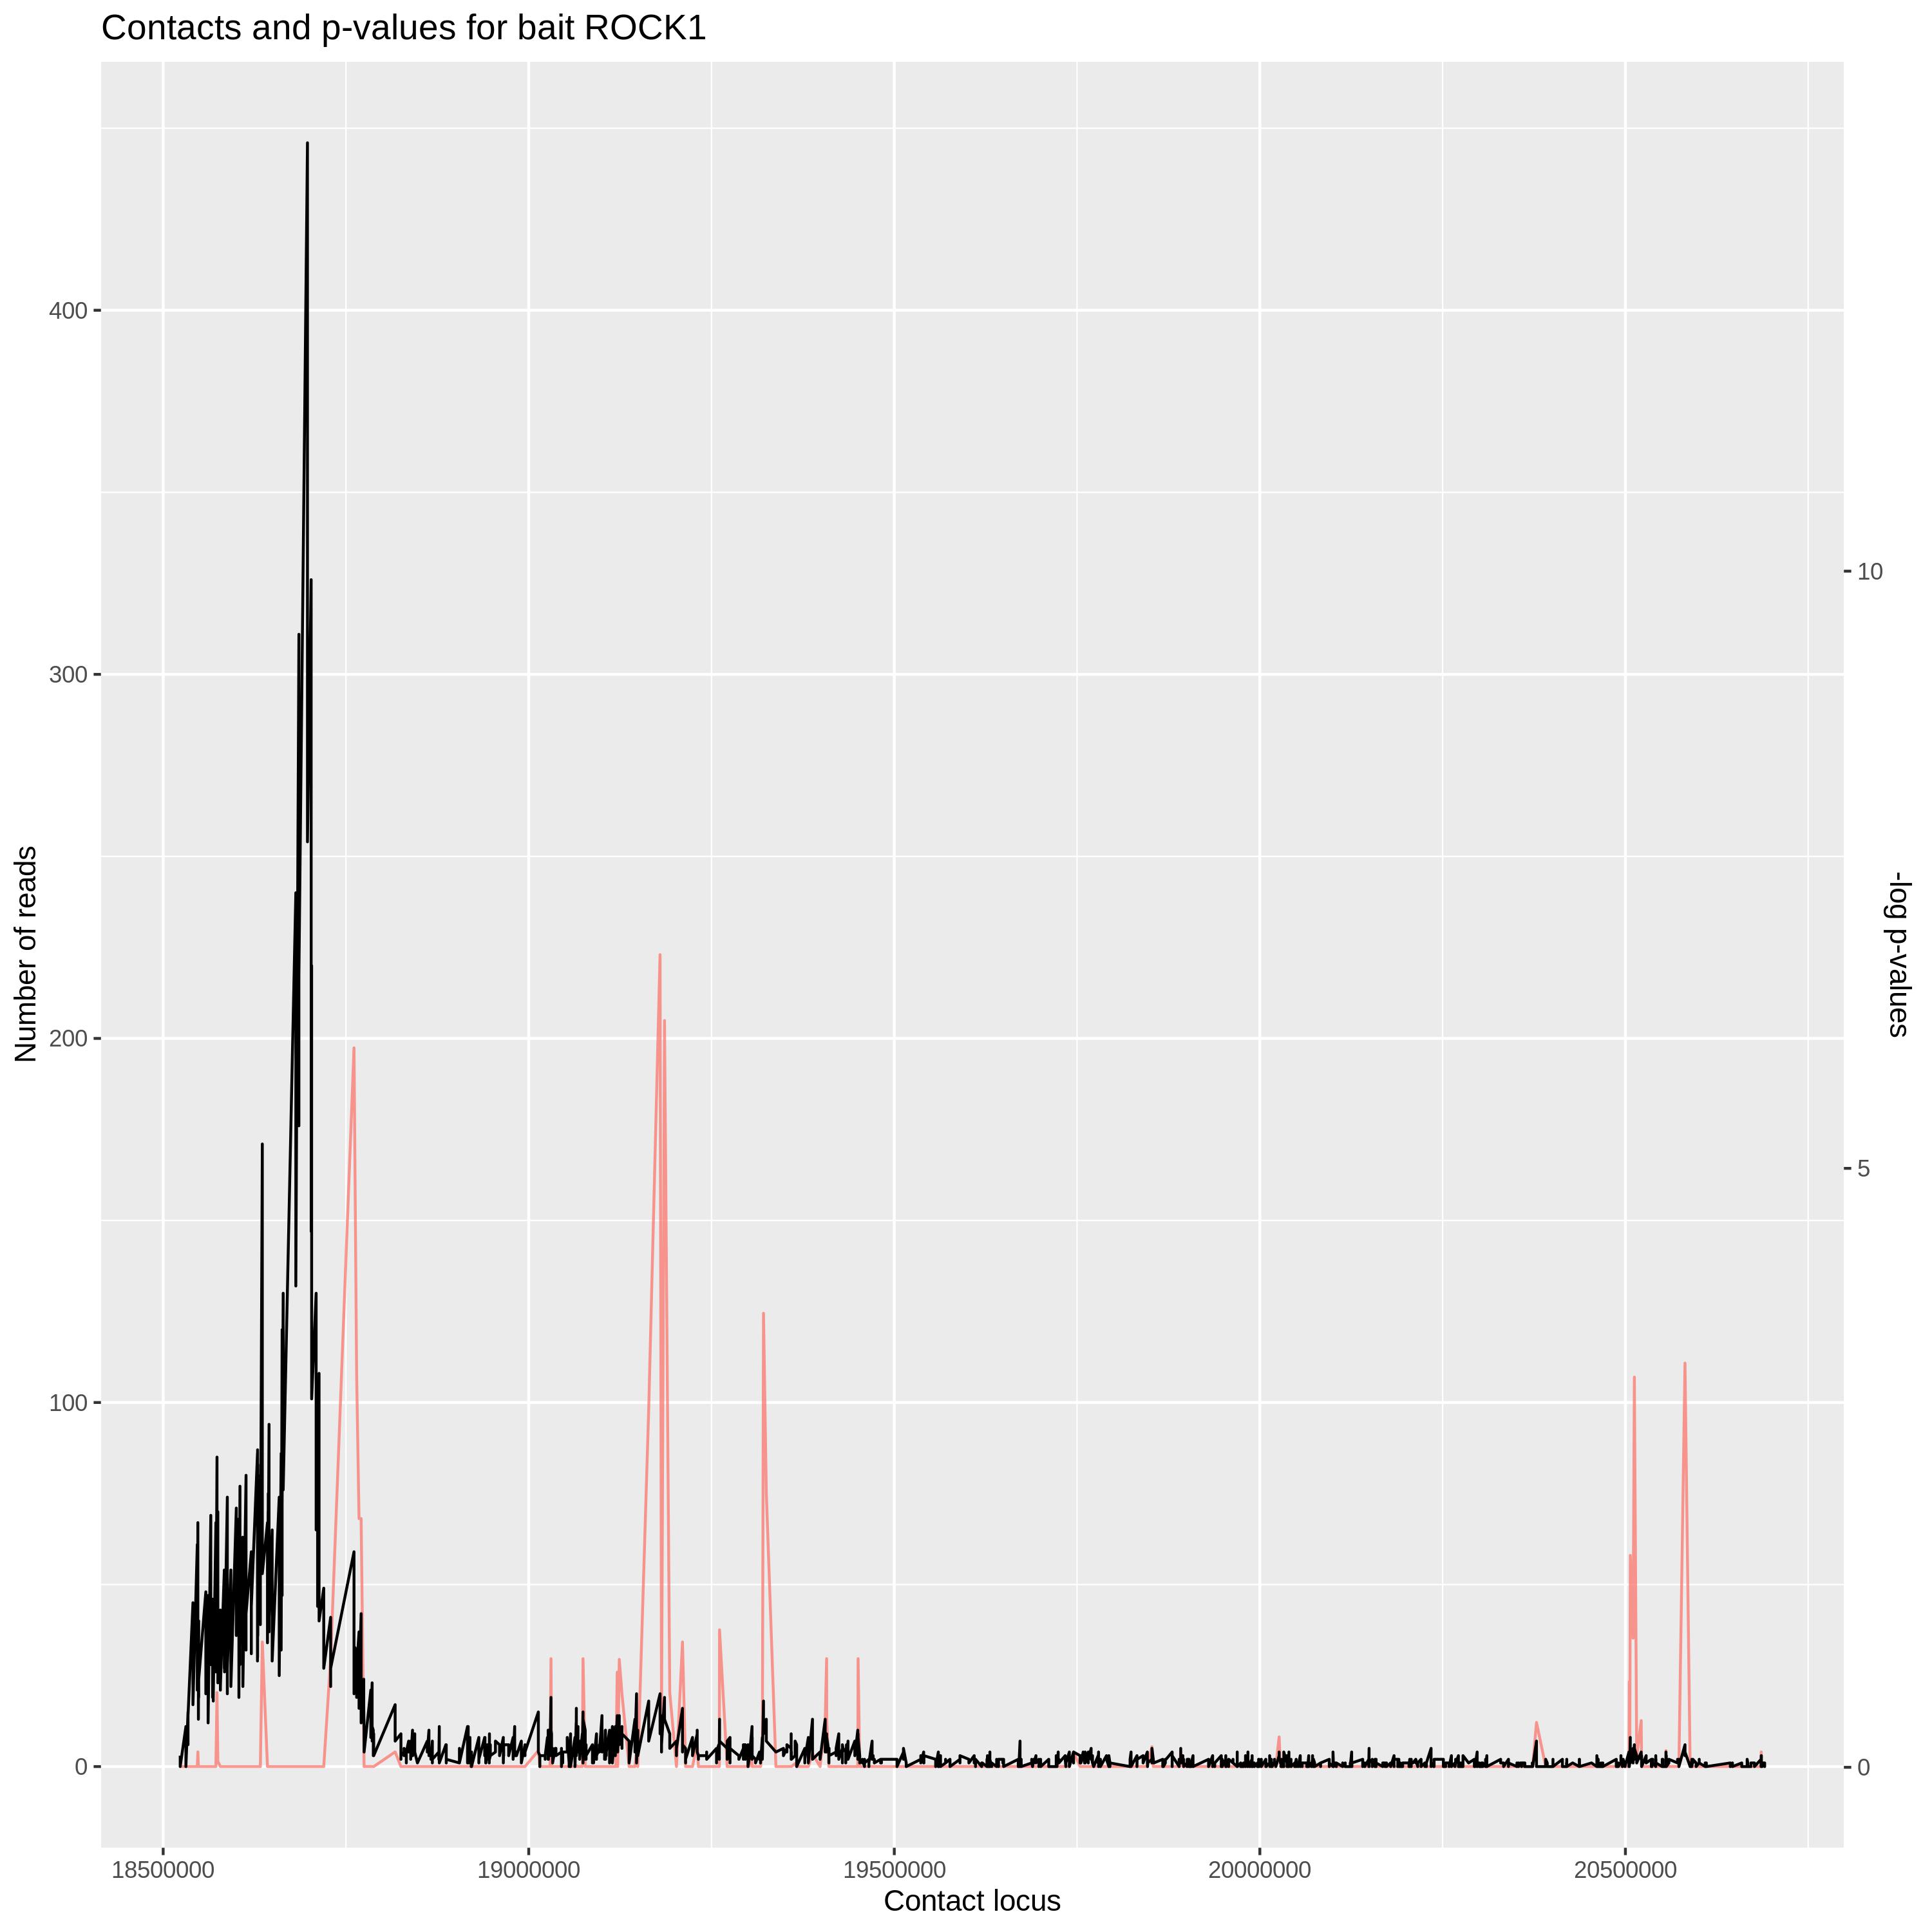 Contacts and p-values for bait ROCK1
400
300
200
100
0
Number of reads
10
5
0
-log p-values
18500000 19000000 19500000 20000000 20500000
Contact locus